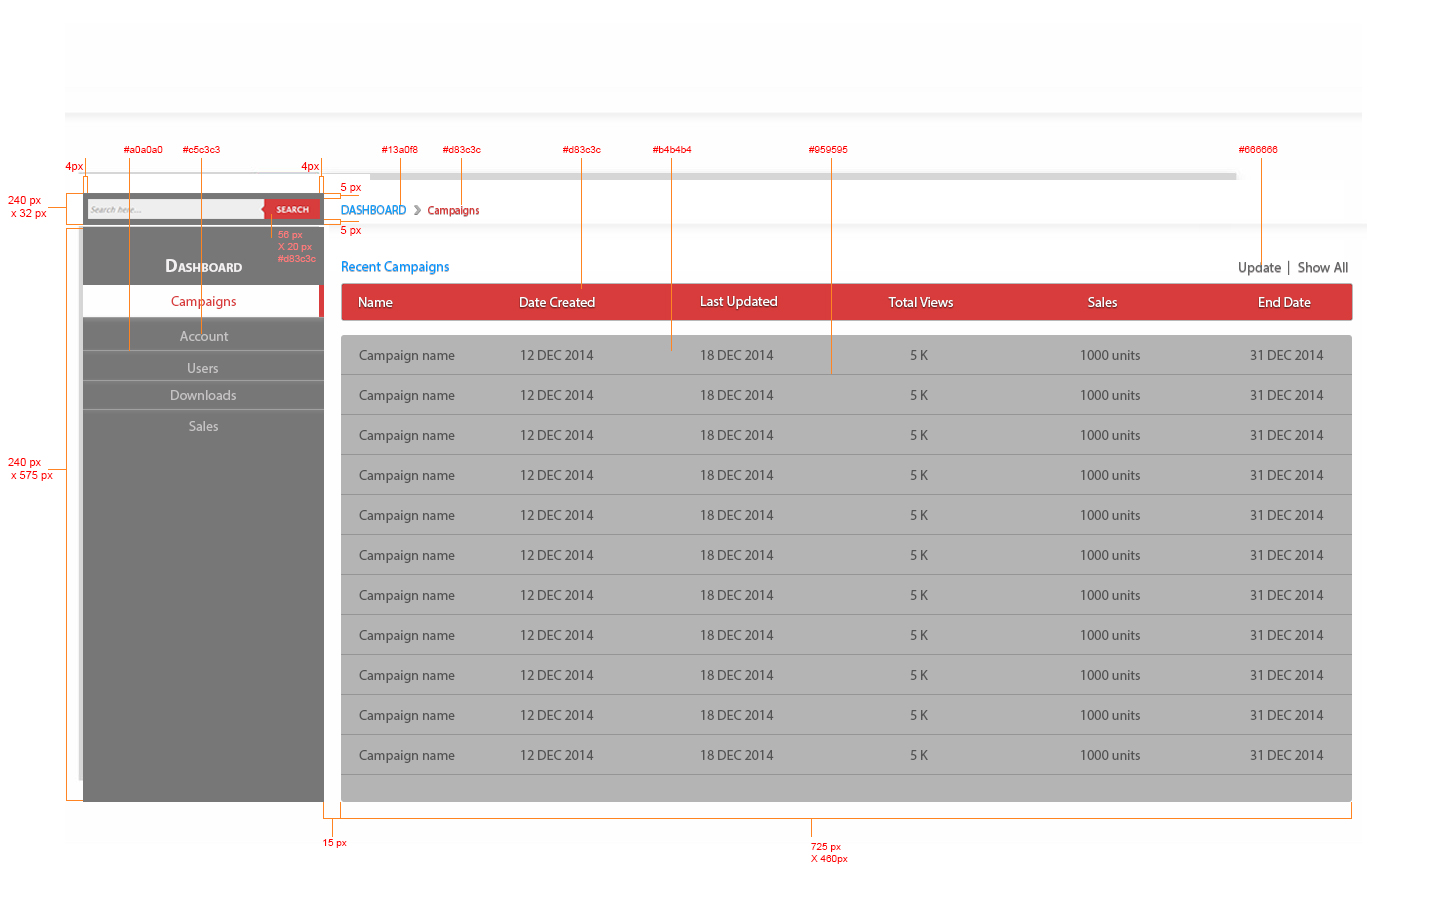 #a0a0a0 #c5c3c3 #13a0f8 #d83c3c #d83c3c #b4b4b4 #959595 #666666
4px 4px
5 px
240 px
x 32 px
Search here.... SEARCH
DASHBOARD Campaigns
5 px
56 px
X 20 px
#d83c3c
DASHBOARD
Campaigns
Account
Users
Downloads
Sales
240 px
x 575 px
Recent Campaigns Update | Show All
Name Date Created Last Updated Total Views Sales End Date
Campaign name 12 DEC 2014 18 DEC 2014 5 K 1000 units 31 DEC 2014
Campaign name 12 DEC 2014 18 DEC 2014 5 K 1000 units 31 DEC 2014
Campaign name 12 DEC 2014 18 DEC 2014 5 K 1000 units 31 DEC 2014
Campaign name 12 DEC 2014 18 DEC 2014 5 K 1000 units 31 DEC 2014
Campaign name 12 DEC 2014 18 DEC 2014 5 K 1000 units 31 DEC 2014
Campaign name 12 DEC 2014 18 DEC 2014 5 K 1000 units 31 DEC 2014
Campaign name 12 DEC 2014 18 DEC 2014 5 K 1000 units 31 DEC 2014
Campaign name 12 DEC 2014 18 DEC 2014 5 K 1000 units 31 DEC 2014
Campaign name 12 DEC 2014 18 DEC 2014 5 K 1000 units 31 DEC 2014
Campaign name 12 DEC 2014 18 DEC 2014 5 K 1000 units 31 DEC 2014
Campaign name 12 DEC 2014 18 DEC 2014 5 K 1000 units 31 DEC 2014
15 px
725 px
X 460px